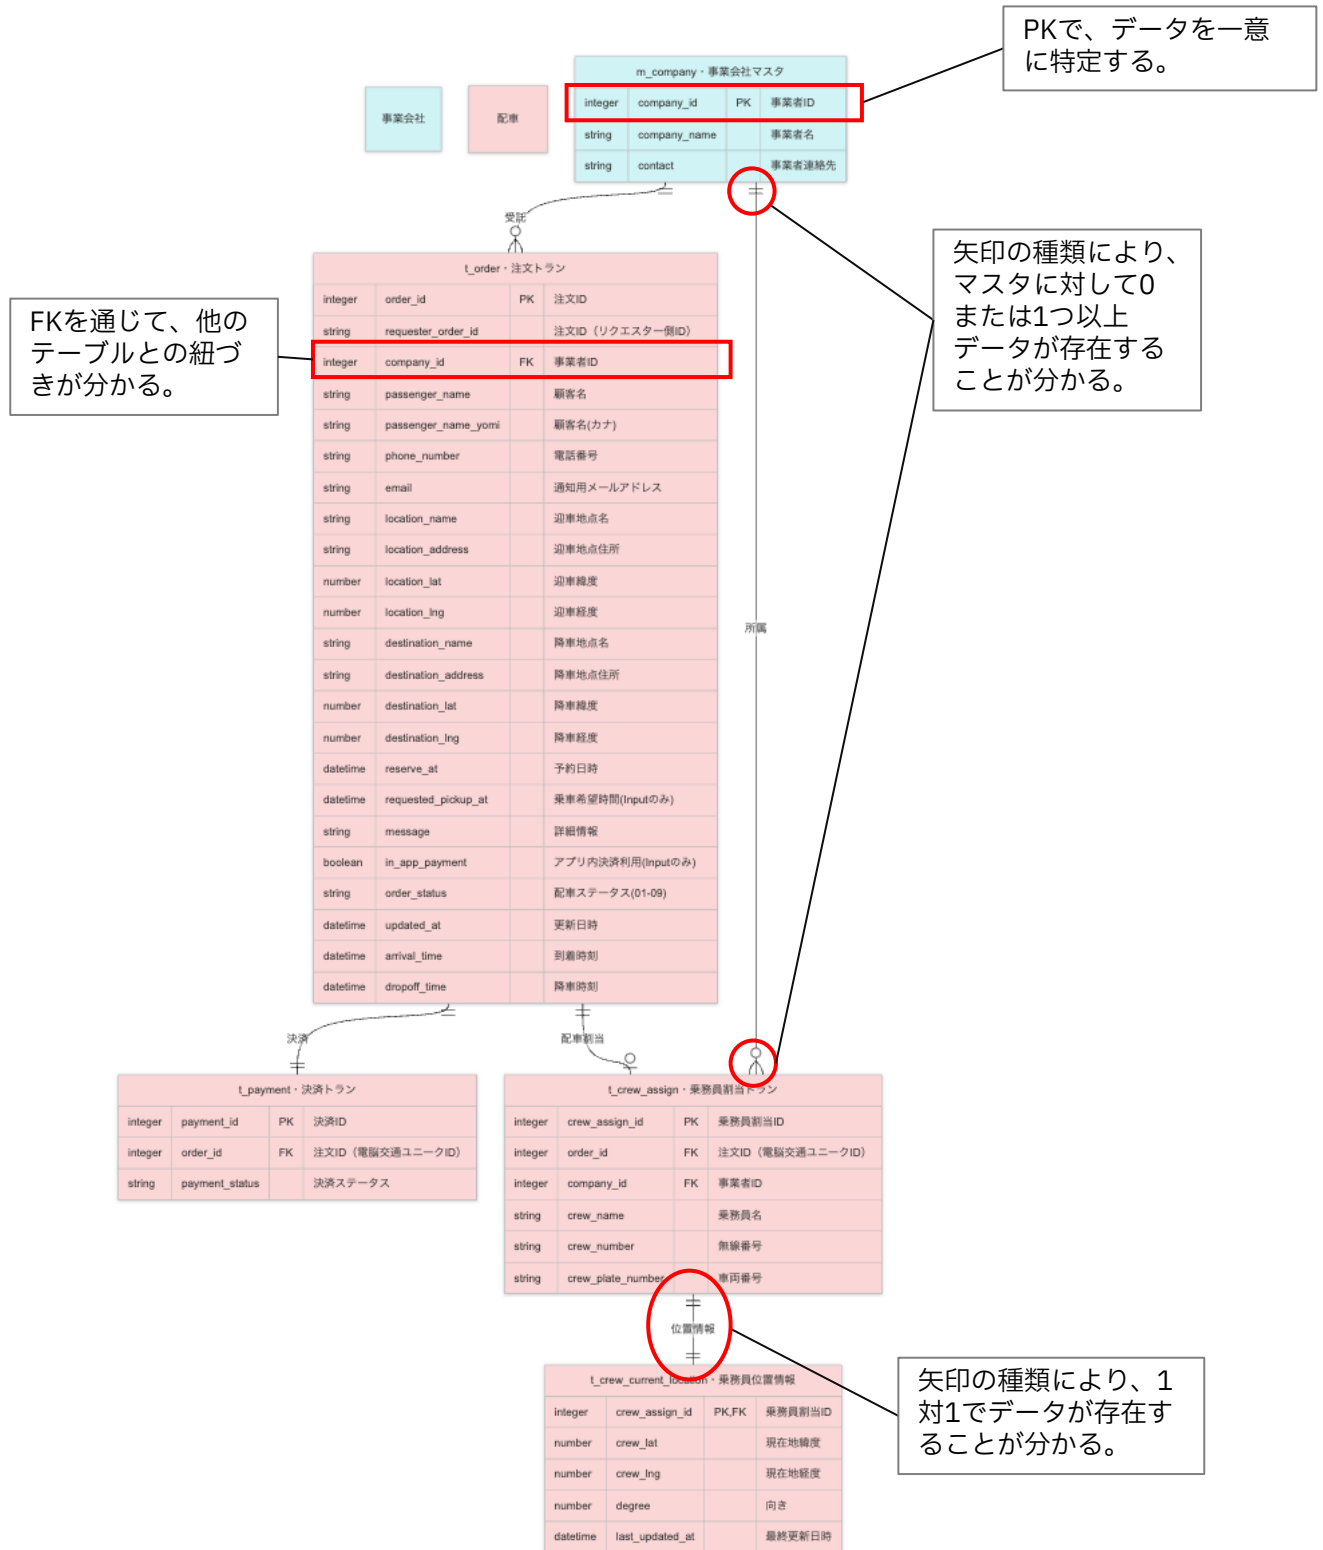 PKで、データを一意
に特定する。
m_company・事業会社マスタ
integer company_id PK 事業者ID
string company_name 事業者名
string contact 事業者連絡先
事業会社
配車
受託
矢印の種類により、
マスタに対して0
または1つ以上
データが存在する
ことが分かる。
FKを通じて、他の
テーブルとの紐づ
きが分かる。
t_order・注文トラン
integer order_id PK 注文ID
string requester_order_id 注文ID（リクエスター側ID）
integer company_id FK 事業者ID
string passenger_name 顧客名
string passenger_name_yomi 顧客名(カナ)
string phone_number 電話番号
string email 通知用メールアドレス
string location_name 迎車地点名
string location_address 迎車地点住所
number location_lat 迎車緯度
number location_lng 迎車経度
string destination_name 降車地点名
string destination_address 降車地点住所
number destination_lat 降車緯度
number destination_lng 降車経度
datetime reserve_at 予約日時
datetime requested_pickup_at 乗車希望時間(Inputのみ)
string message 詳細情報
boolean in_app_payment アプリ内決済利用(Inputのみ)
string order_status 配車ステータス(01-09)
datetime updated_at 更新日時
datetime arrival_time 到着時刻
datetime dropoff_time 降車時刻
所属
決済
配車割当
t_payment・決済トラン
integer payment_id PK 決済ID
integer order_id FK 注文ID（電脳交通ユニークID）
string payment_status 決済ステータス
t_crew_assign・乗務員割当トラン
integer crew_assign_id PK 乗務員割当ID
integer order_id FK 注文ID（電脳交通ユニークID）
integer company_id FK 事業者ID
string crew_name 乗務員名
string crew_number 無線番号
string crew_plate_number 車両番号
位置情報
t_crew_current_location・乗務員位置情報
integer crew_assign_id PK,FK 乗務員割当ID
number crew_lat 現在地緯度
number crew_lng 現在地経度
number degree 向き
datetime last_updated_at 最終更新日時
矢印の種類により、1
対1でデータが存在す
ることが分かる。